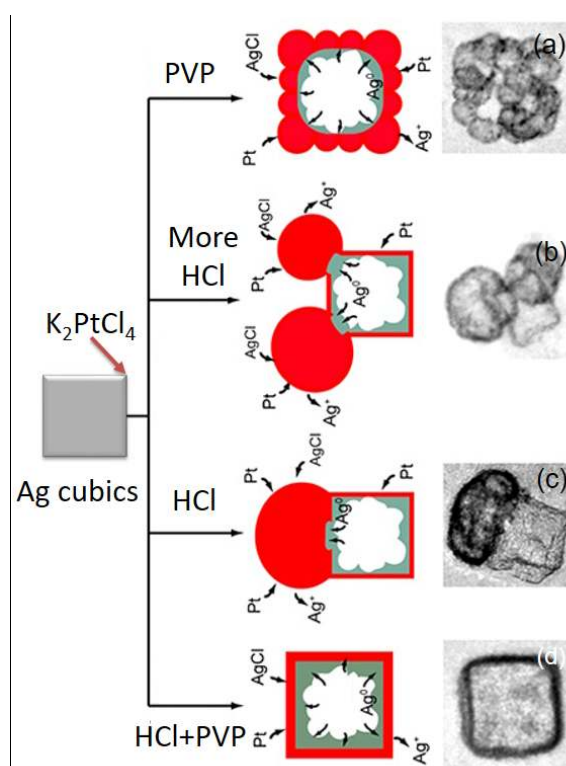 PVP
AgCl
Pt
Ag⁰
Pt
Ag⁺
(a)
More
HCl
AgCl
Ag⁺
Pt
Pt
Ag⁰
AgCl
Pt
Ag⁺
(b)
K₂PtCl₄
Ag cubics
HCl
Pt
AgCl
Pt
Ag⁰
Pt
Ag⁺
(c)
HCl+PVP
AgCl
Pt
Ag⁰
Ag⁺
(d)